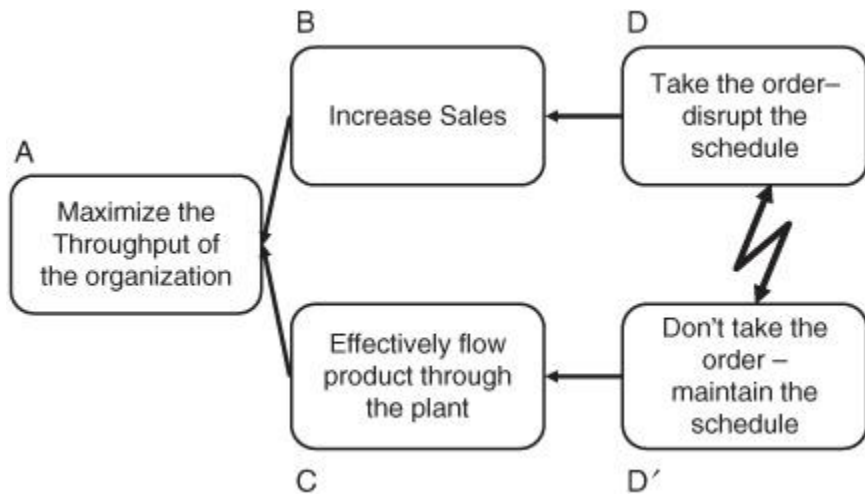 B
Increase Sales
D
Take the order–
disrupt the
schedule
A
Maximize the
Throughput of
the organization
Effectively flow
product through
the plant
C
Don't take the
order –
maintain the
schedule
D′